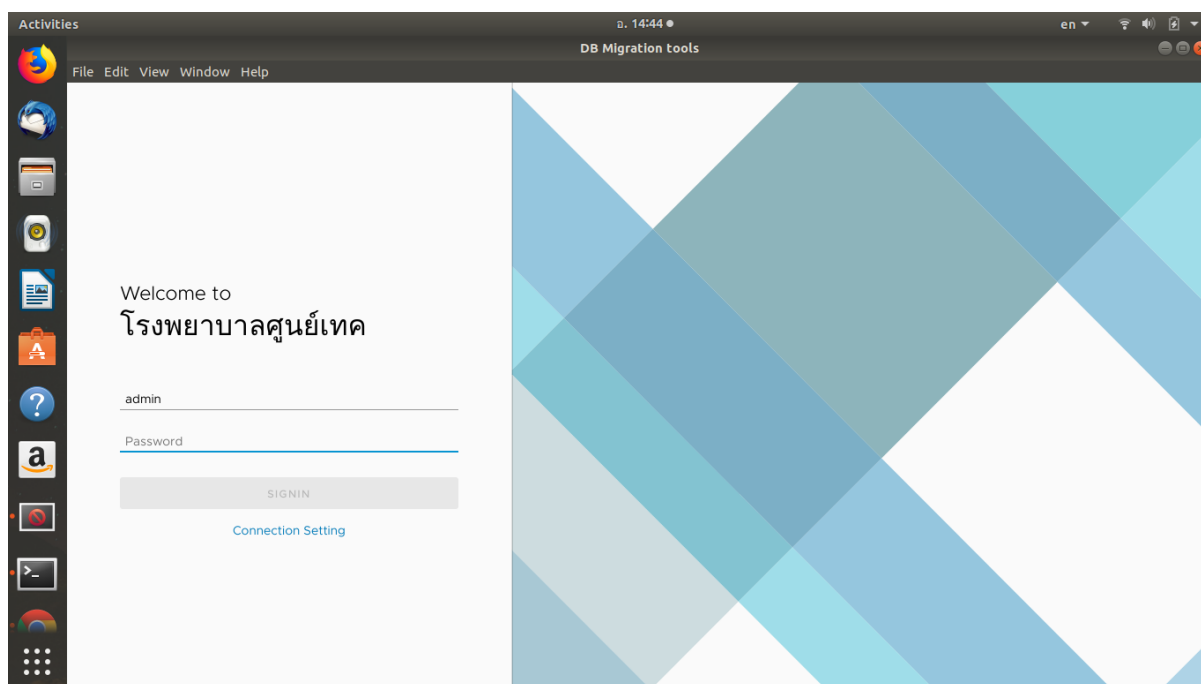 Activities อ. 14:44 en
DB Migration tools
File Edit View Window Help
Welcome to
โรงพยาบาลศูนย์เทค
admin
Password
SIGNIN
Connection Setting